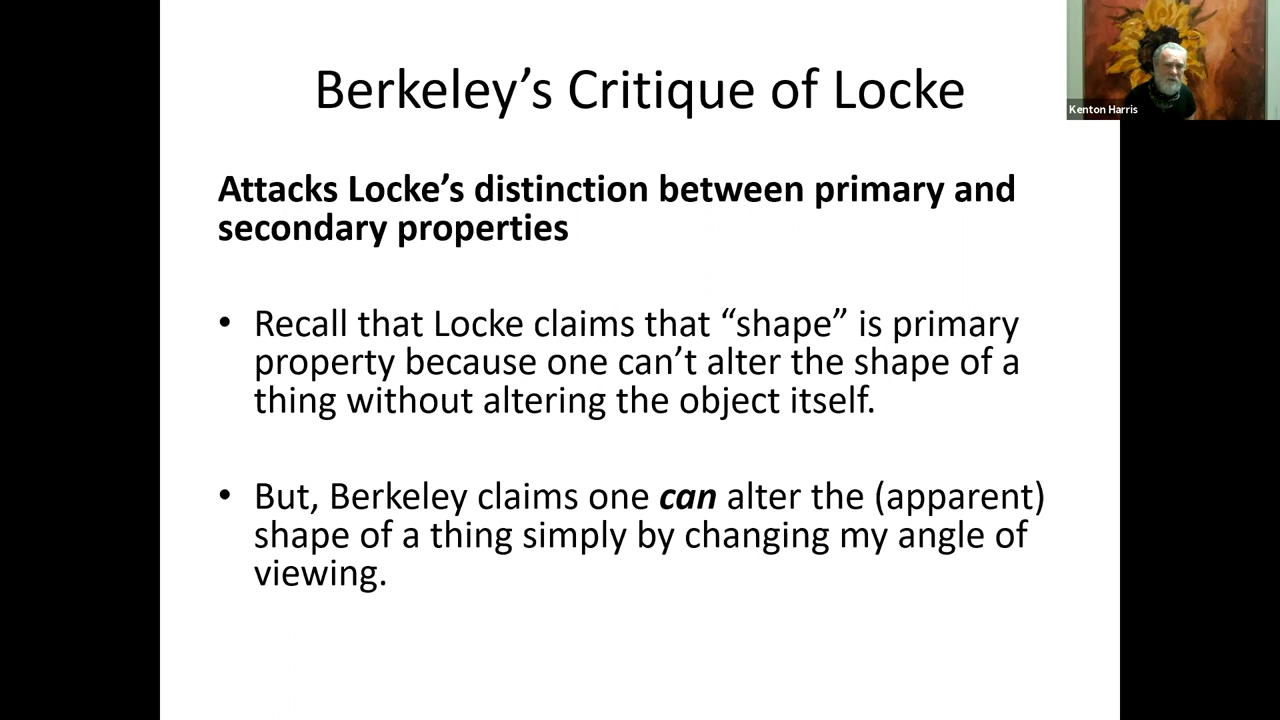 Berkeley’s Critique of Locke
Kenton Harris
Attacks Locke’s distinction between primary and
secondary properties
• Recall that Locke claims that “shape” is primary
property because one can’t alter the shape of a
thing without altering the object itself.
• But, Berkeley claims one can alter the (apparent)
shape of a thing simply by changing my angle of
viewing.